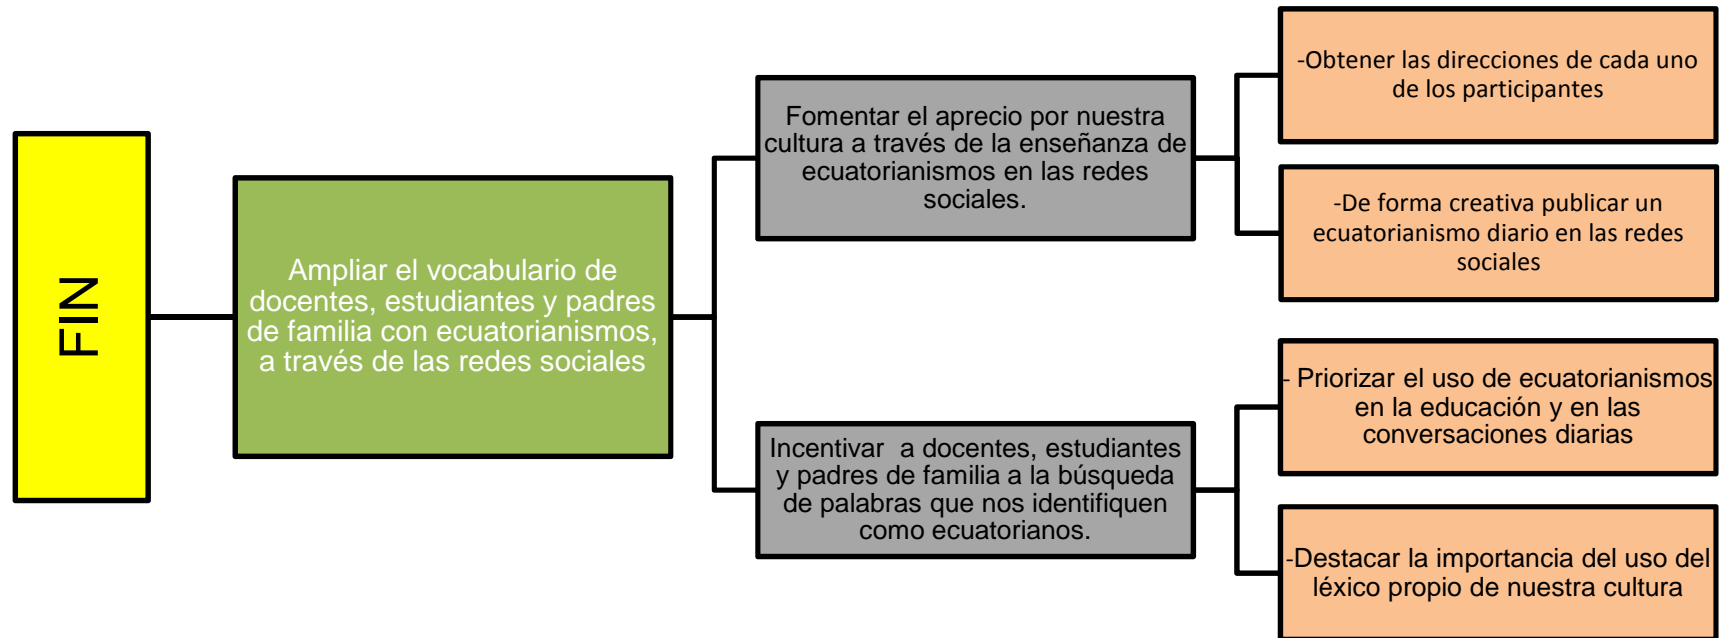 FIN
Ampliar el vocabulario de
docentes, estudiantes y padres
de familia con ecuatorianismos,
a través de las redes sociales
Fomentar el aprecio por nuestra
cultura a través de la enseñanza de
ecuatorianismos en las redes
sociales.
-Obtener las direcciones de cada uno
de los participantes
-De forma creativa publicar un
ecuatorianismo diario en las redes
sociales
Incentivar  a docentes, estudiantes
y padres de familia a la búsqueda
de palabras que nos identifiquen
como ecuatorianos.
- Priorizar el uso de ecuatorianismos
en la educación y en las
conversaciones diarias
-Destacar la importancia del uso del
léxico propio de nuestra cultura